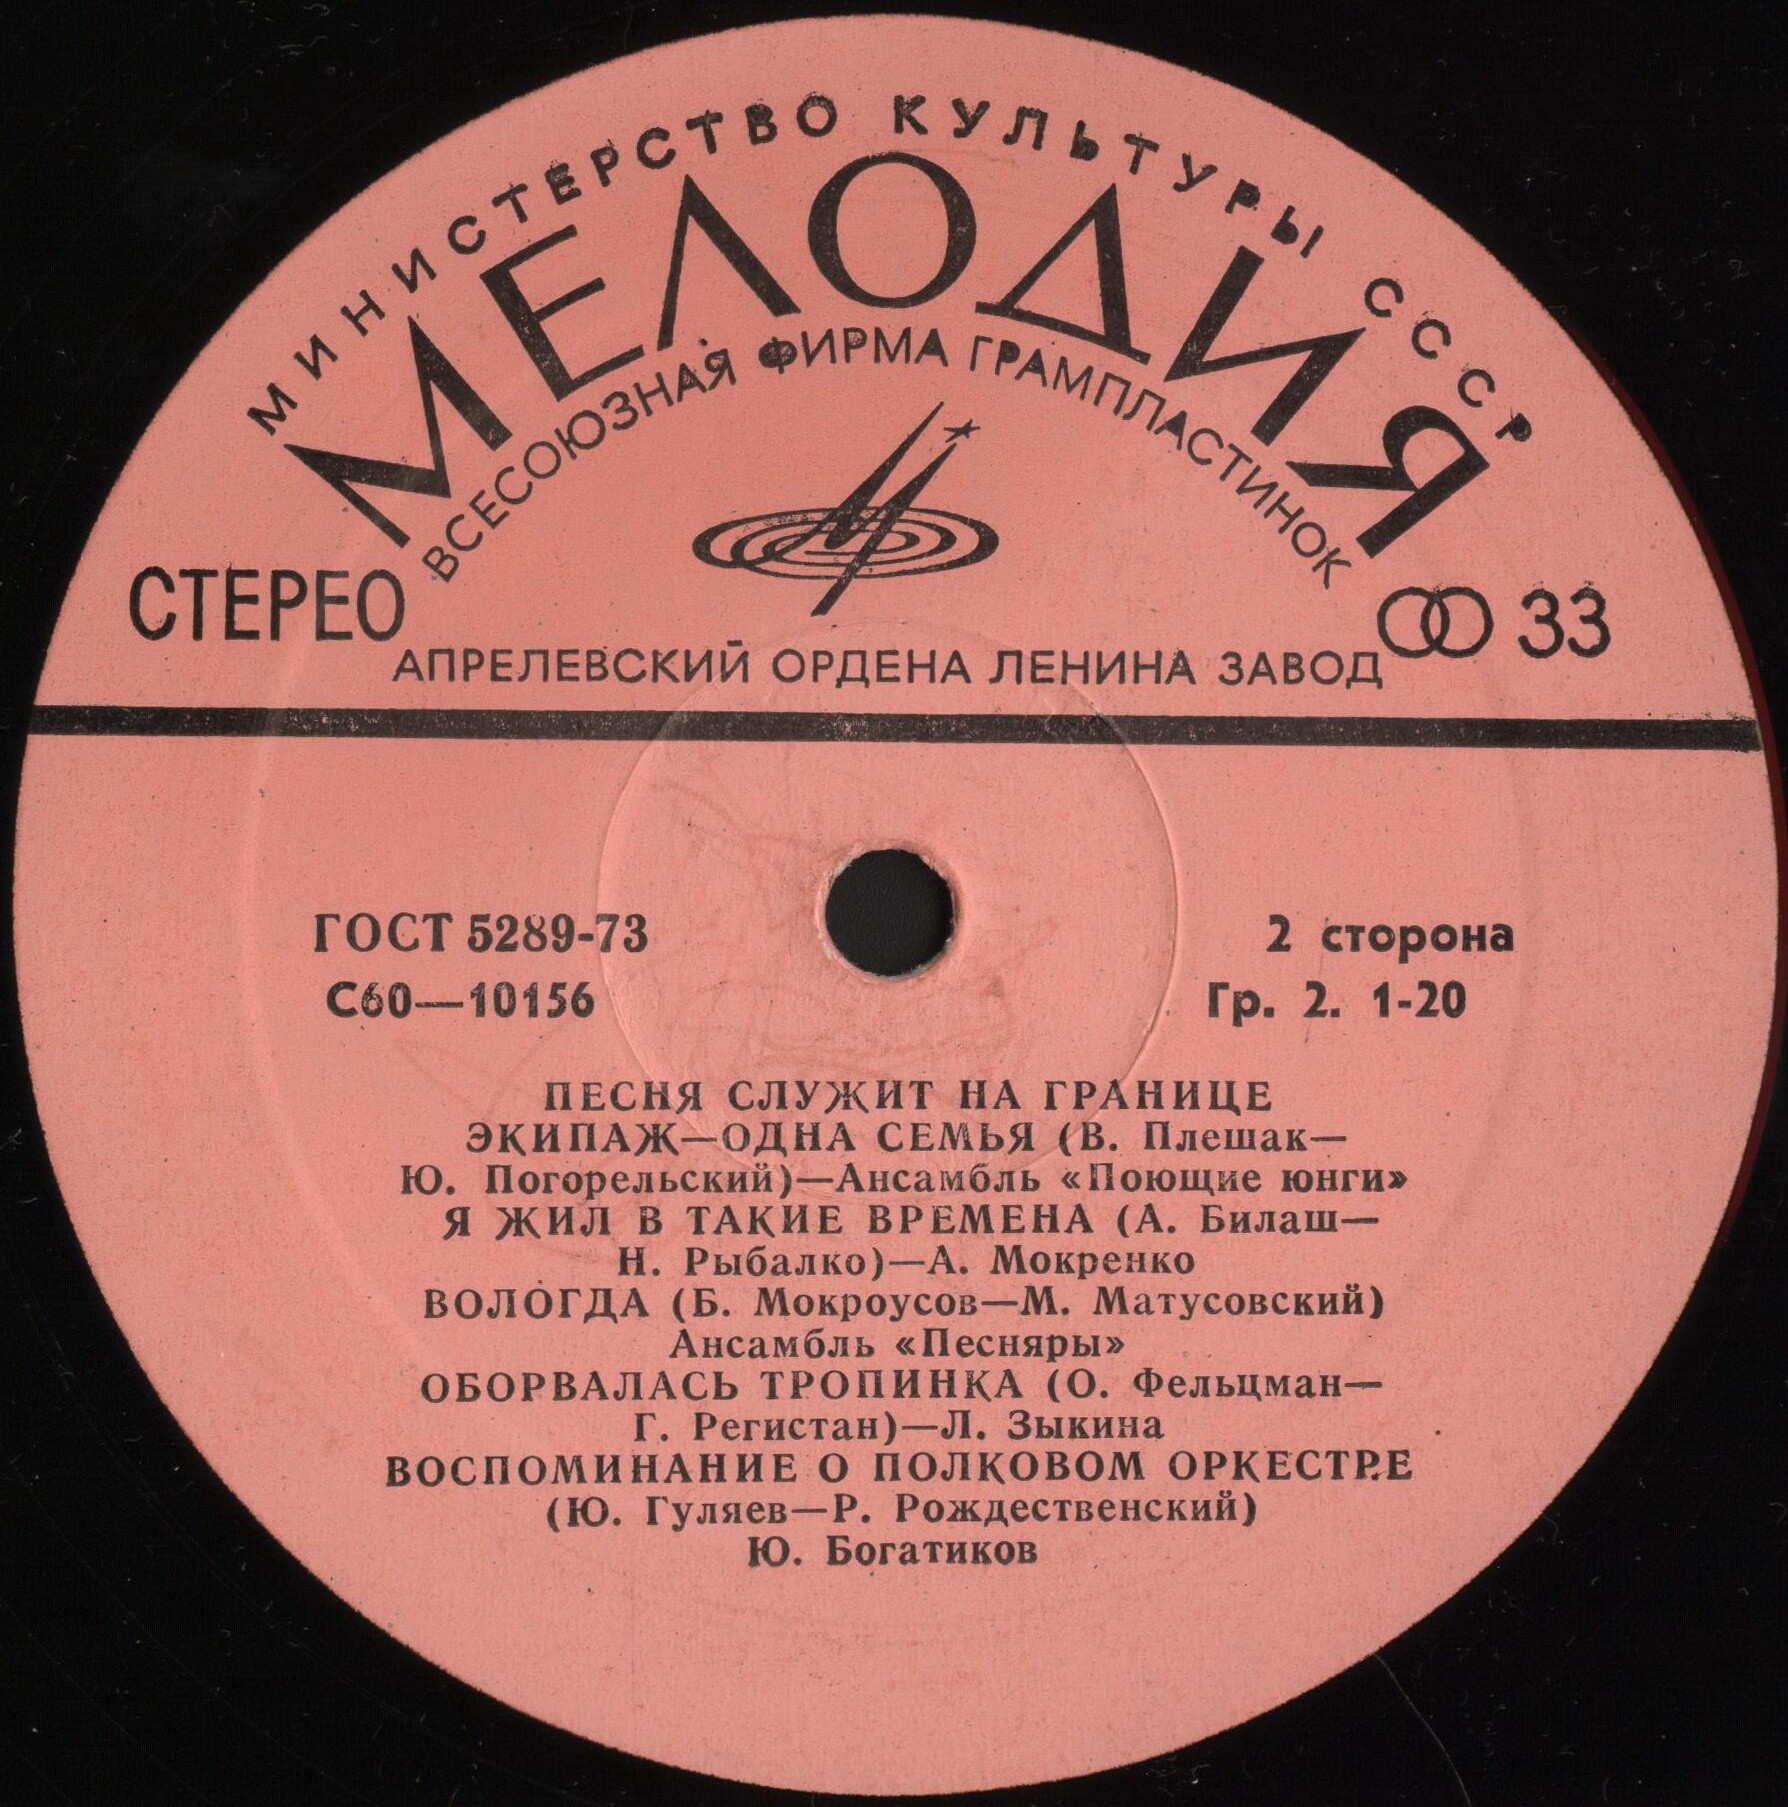 МИНИСТЕРСТВО КУЛЬТУРЫ СССР
МЕЛОДИЯ
ВСЕСОЮЗНАЯ ФИРМА ГРАМПЛАСТИНОК
СТЕРЕО
33
АПРЕЛЕВСКИЙ ОРДЕНА ЛЕНИНА ЗАВОД
ГОСТ 5289-73
2 сторона
С60—10156
Гр. 2. 1-20
ПЕСНЯ СЛУЖИТ НА ГРАНИЦЕ
ЭКИПАЖ—ОДНА СЕМЬЯ (В. Плешак—
Ю. Погорельский)—Ансамбль «Поющие юнги»
Я ЖИЛ В ТАКИЕ ВРЕМЕНА (А. Билаш—
Н. Рыбалко)—А. Мокренко
ВОЛОГДА (Б. Мокроусов—М. Матусовский)
Ансамбль «Песняры»
ОБОРВАЛАСЬ ТРОПИНКА (О. Фельцман—
Г. Регистан)—Л. Зыкина
ВОСПОМИНАНИЕ О ПОЛКОВОМ ОРКЕСТРЕ
(Ю. Гуляев—Р. Рождественский)
Ю. Богатиков